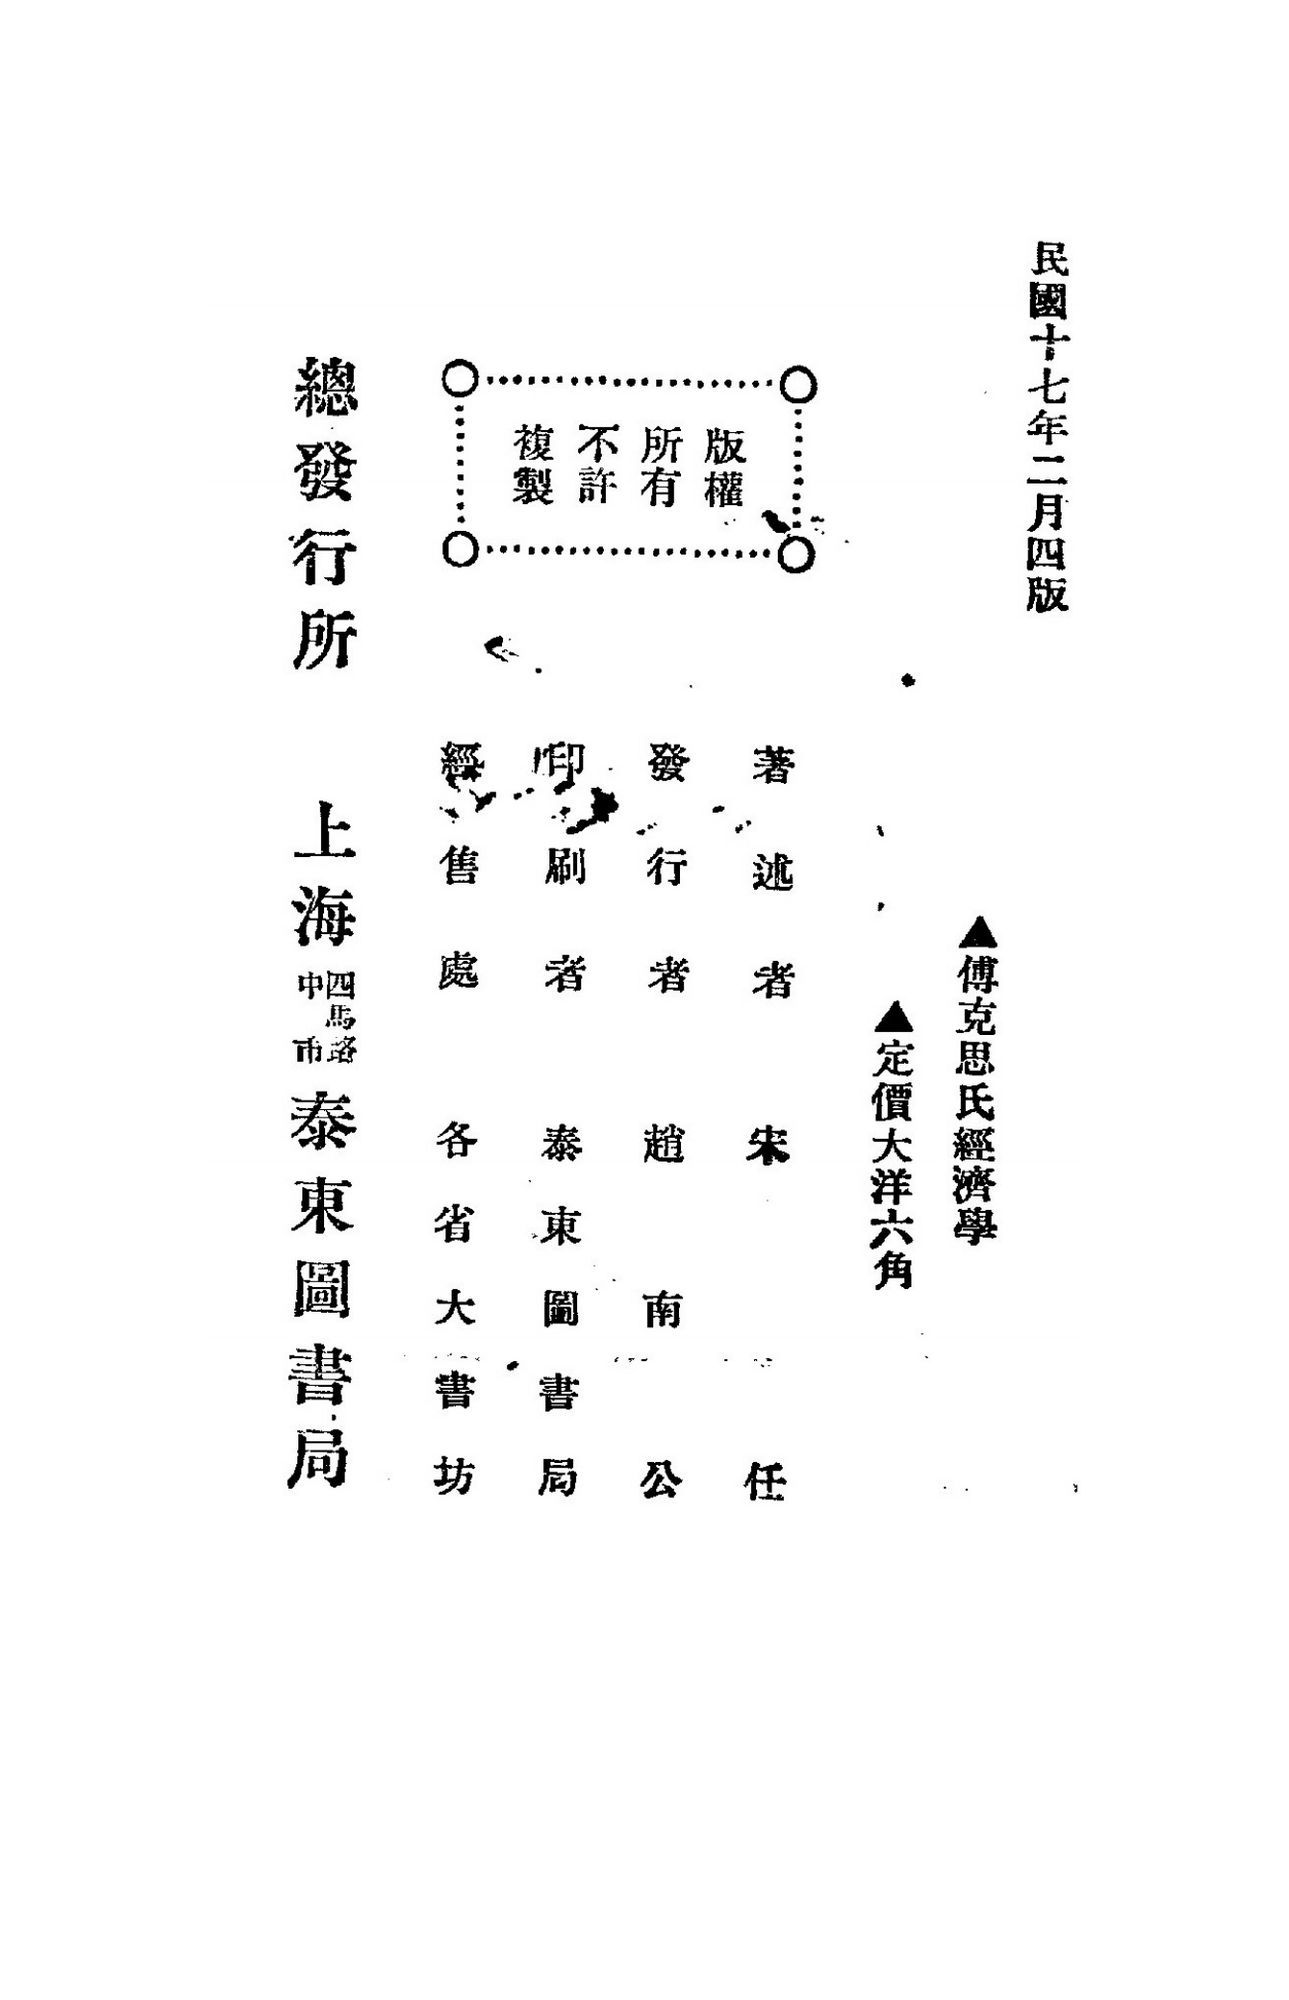 民國十七年二月四版
▲傅克思氏經濟學
▲定價大洋六角
版權
所有
不許
複製
著述者 宋任
發行者 趙南公
印刷者 泰東圖書局
經售處 各省大書坊
總發行所 上海四馬路中市泰東圖書局